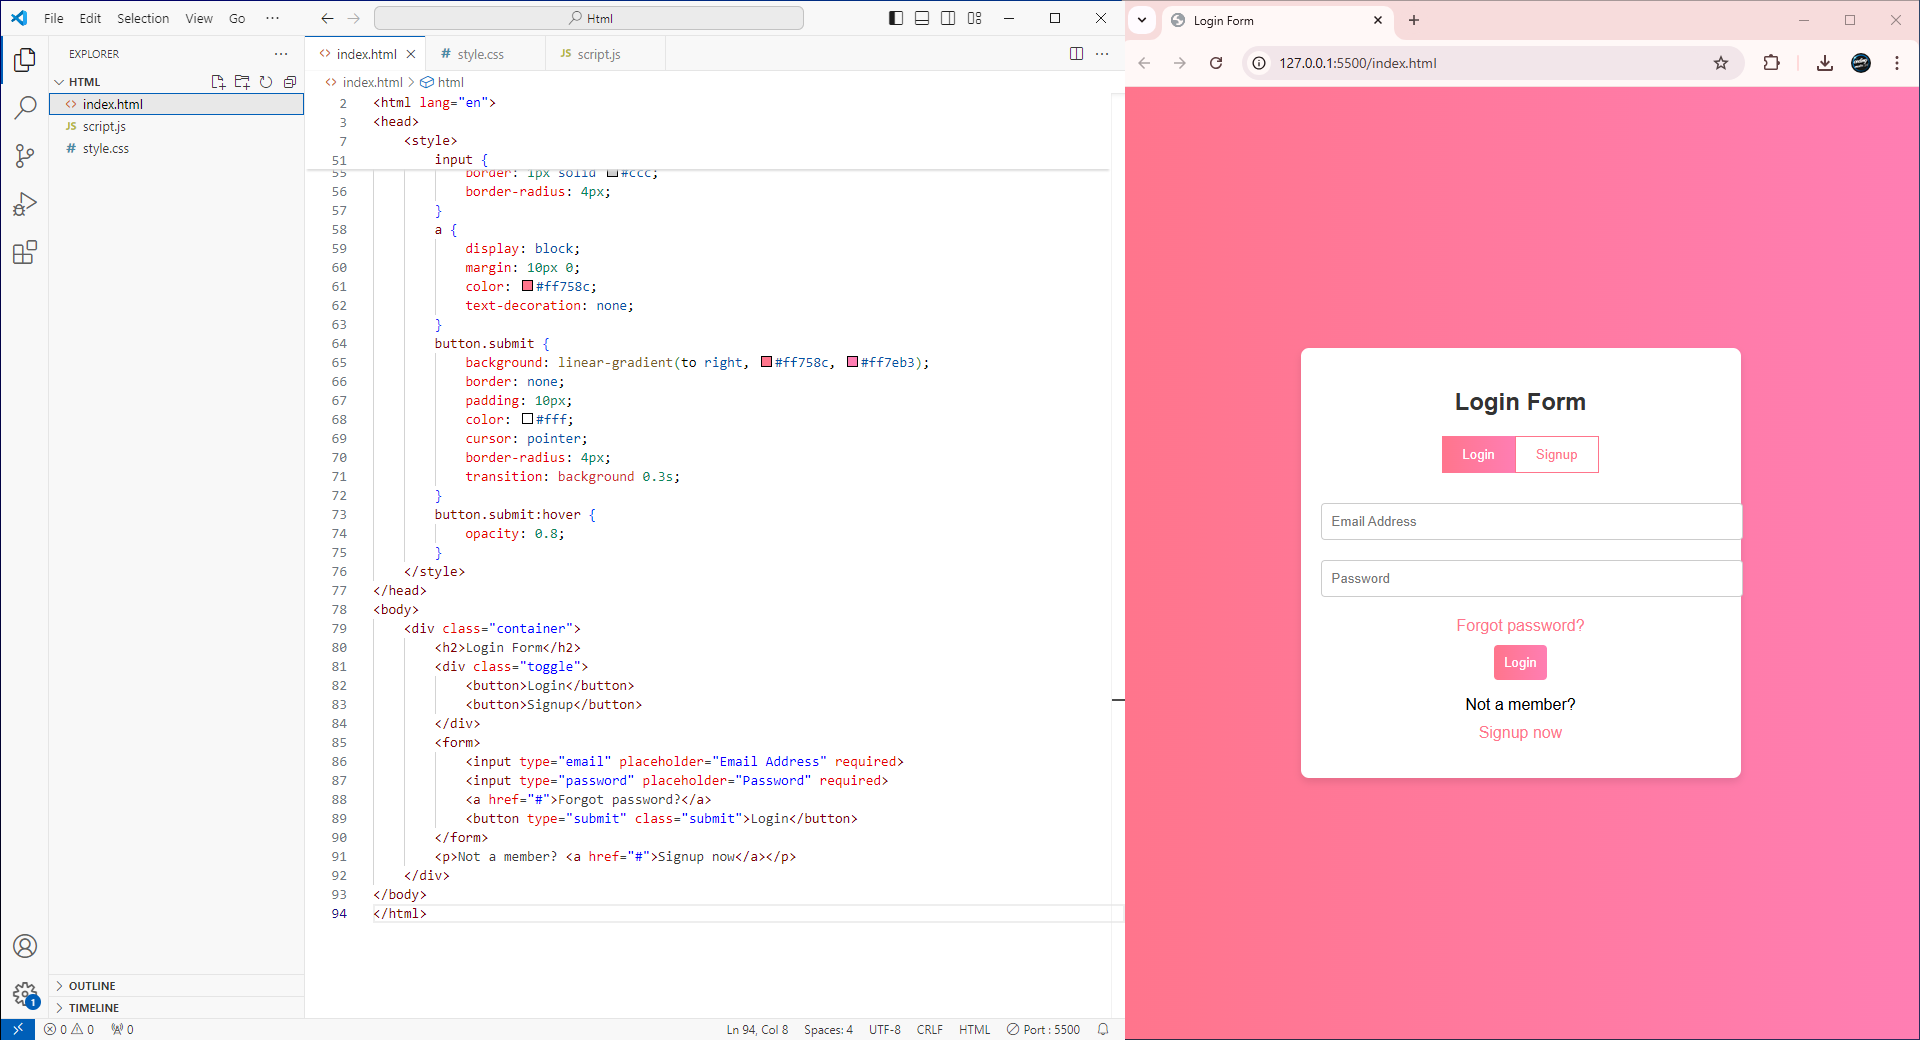 File Edit Selection View Go ···
Html
EXPLORER ···
HTML
<> index.html
JS script.js
# style.css
OUTLINE
TIMELINE
1
<> index.html
# style.css
JS script.js
···
<> index.html > html
2 <html lang="en">
3 <head>
7 <style>
51 input {
55 border: 1px solid #ccc;
56 border-radius: 4px;
57 }
58 a {
59 display: block;
60 margin: 10px 0;
61 color: #ff758c;
62 text-decoration: none;
63 }
64 button.submit {
65 background: linear-gradient(to right, #ff758c, #ff7eb3);
66 border: none;
67 padding: 10px;
68 color: #fff;
69 cursor: pointer;
70 border-radius: 4px;
71 transition: background 0.3s;
72 }
73 button.submit:hover {
74 opacity: 0.8;
75 }
76 </style>
77 </head>
78 <body>
79 <div class="container">
80 <h2>Login Form</h2>
81 <div class="toggle">
82 <button>Login</button>
83 <button>Signup</button>
84 </div>
85 <form>
86 <input type="email" placeholder="Email Address" required>
87 <input type="password" placeholder="Password" required>
88 <a href="#">Forgot password?</a>
89 <button type="submit" class="submit">Login</button>
90 </form>
91 <p>Not a member? <a href="#">Signup now</a></p>
92 </div>
93 </body>
94 </html>
0 0 0
Ln 94, Col 8 Spaces: 4 UTF-8 CRLF HTML Port : 5500
Login Form
127.0.0.1:5500/index.html
Login Form
Login Signup
Email Address
Password
Forgot password?
Login
Not a member?
Signup now